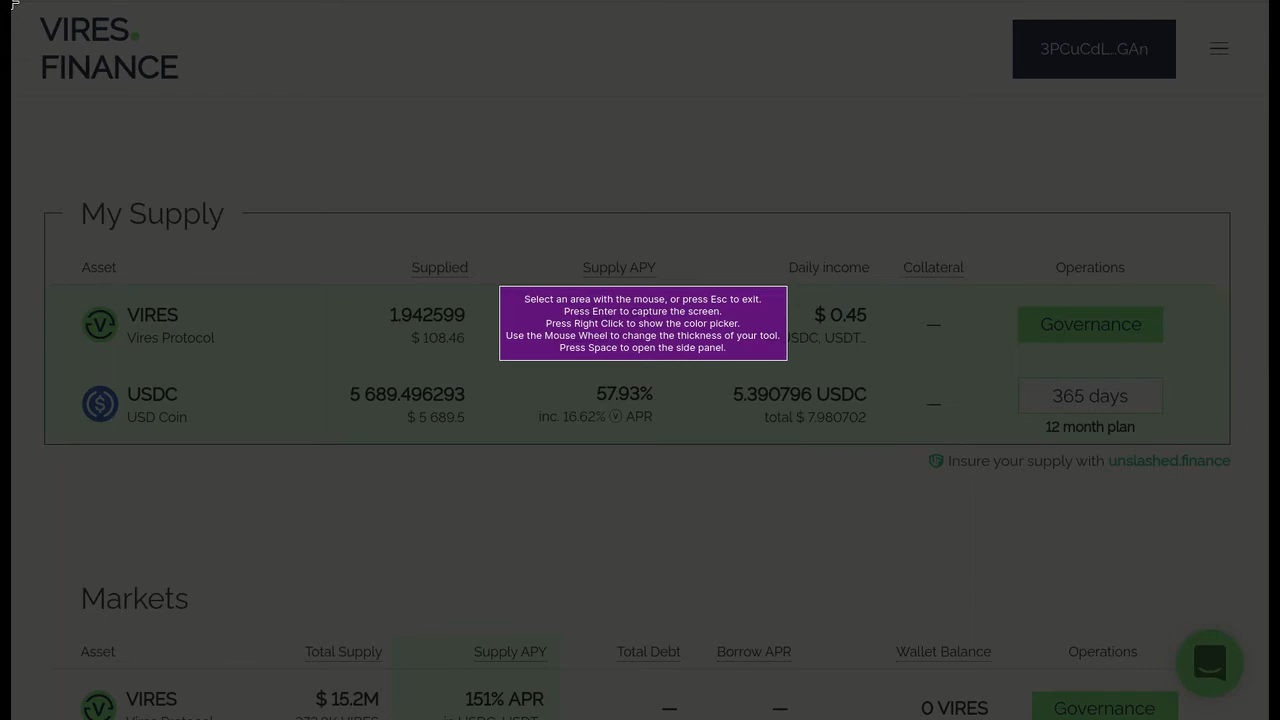 VIRES.
FINANCE
3PCuCdL...GAn
My Supply
Asset Supplied Supply APY Daily income Collateral Operations
VIRES 1.942599 $ 0.45 — Governance
Vires Protocol $ 108.46 USDC, USDT...
Select an area with the mouse, or press Esc to exit.
Press Enter to capture the screen.
Press Right Click to show the color picker.
Use the Mouse Wheel to change the thickness of your tool.
Press Space to open the side panel.
USDC 5 689.496293 57.93% 5.390796 USDC — 365 days
USD Coin $ 5 689.5 inc. 16.62% ⓥ APR total $ 7.980702 12 month plan
Insure your supply with unslashed.finance
Markets
Asset Total Supply Supply APY Total Debt Borrow APR Wallet Balance Operations
VIRES $ 15.2M 151% APR — — 0 VIRES Governance
Vires Protocol